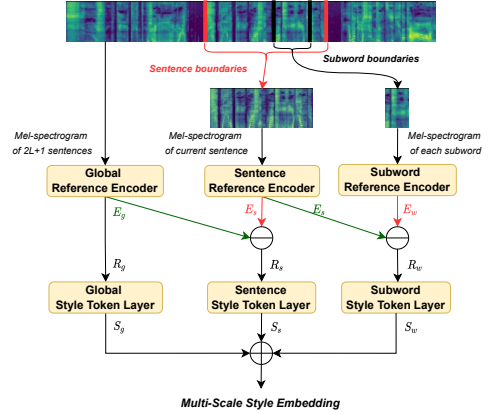 Sentence boundaries
Subword boundaries
Mel-spectrogram
of 2L+1 sentences
Mel-spectrogram
of current sentence
Mel-spectrogram
of each subword
Global
Reference Encoder
Sentence
Reference Encoder
Subword
Reference Encoder
E_g
E_s
E_s
E_w
R_g
R_s
R_w
Global
Style Token Layer
Sentence
Style Token Layer
Subword
Style Token Layer
S_g
S_s
S_w
Multi-Scale Style Embedding